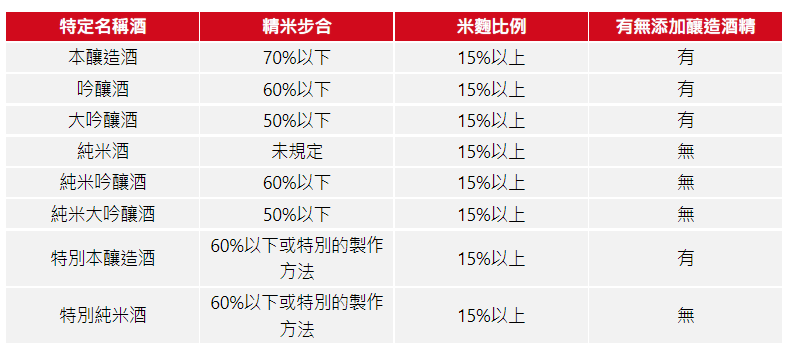 特定名稱酒 精米步合 米麴比例 有無添加釀造酒精
本釀造酒 70%以下 15%以上 有
吟釀酒 60%以下 15%以上 有
大吟釀酒 50%以下 15%以上 有
純米酒 未規定 15%以上 無
純米吟釀酒 60%以下 15%以上 無
純米大吟釀酒 50%以下 15%以上 無
特別本釀造酒 60%以下或特別的製作 15%以上 有
方法
特別純米酒 60%以下或特別的製作 15%以上 無
方法